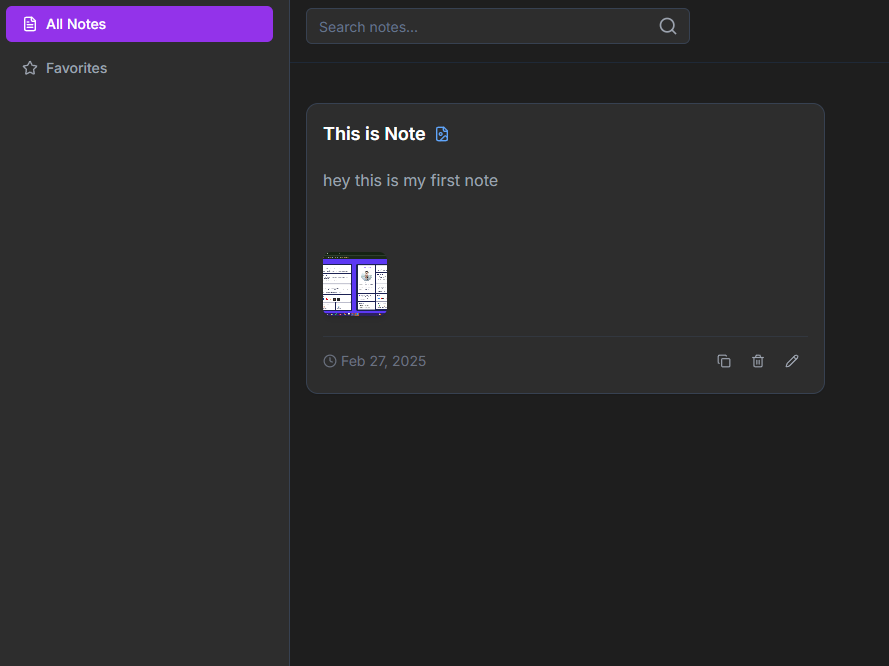 All Notes
Favorites
Search notes...
This is Note
hey this is my first note
Feb 27, 2025